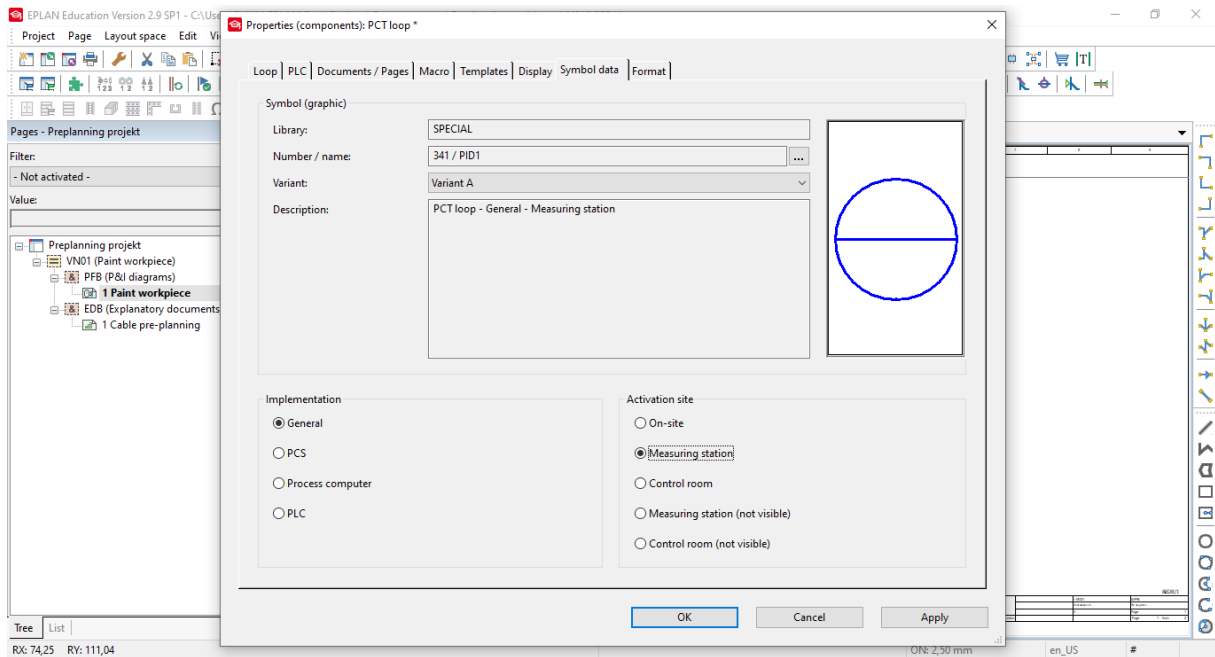 EPLAN Education Version 2.9 SP1 - C:\Use
Properties (components): PCT loop *
Project Page Layout space Edit Vi
Loop PLC Documents / Pages Macro Templates Display Symbol data Format
Pages - Preplanning projekt
Filter:
- Not activated -
Value:
Preplanning projekt
VN01 (Paint workpiece)
PFB (P&I diagrams)
1 Paint workpiece
EDB (Explanatory documents
1 Cable pre-planning
Tree List
RX: 74,25 RY: 111,04
Symbol (graphic)
Library: SPECIAL
Number / name: 341 / PID1 ...
Variant: Variant A
Description: PCT loop - General - Measuring station
Implementation
General
PCS
Process computer
PLC
Activation site
On-site
Measuring station
Control room
Measuring station (not visible)
Control room (not visible)
OK Cancel Apply
ON: 2,50 mm en_US #